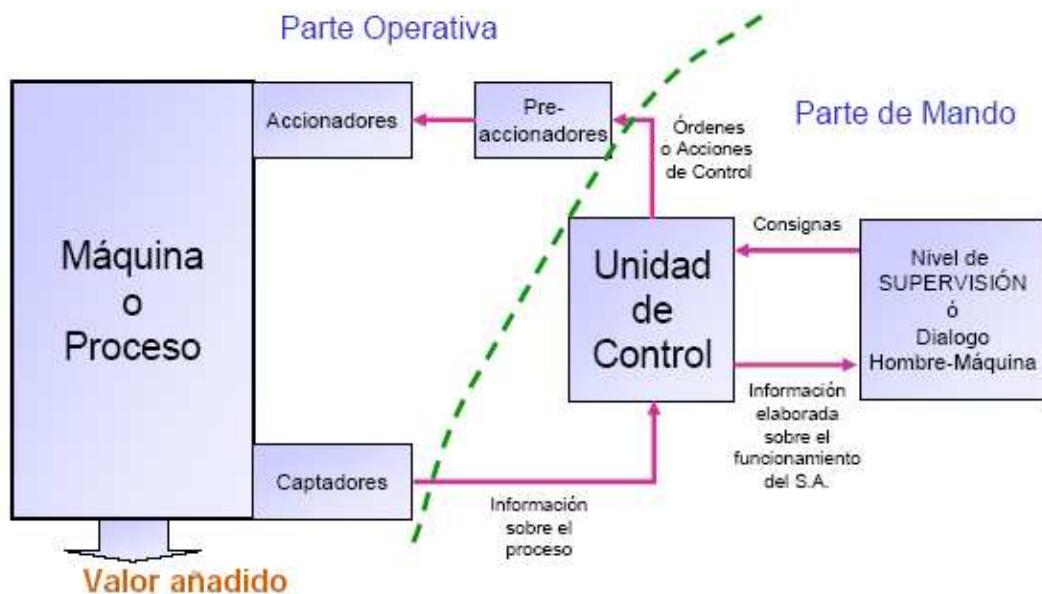 Parte Operativa
Parte de Mando
Accionadores
Pre-
accionadores
Órdenes
o Acciones
de Control
Máquina
o
Proceso
Unidad
de
Control
Consignas
Nivel de
SUPERVISIÓN
ó
Dialogo
Hombre-Máquina
Información
elaborada
sobre el
funcionamiento
del S.A.
Captadores
Información
sobre el
proceso
Valor añadido